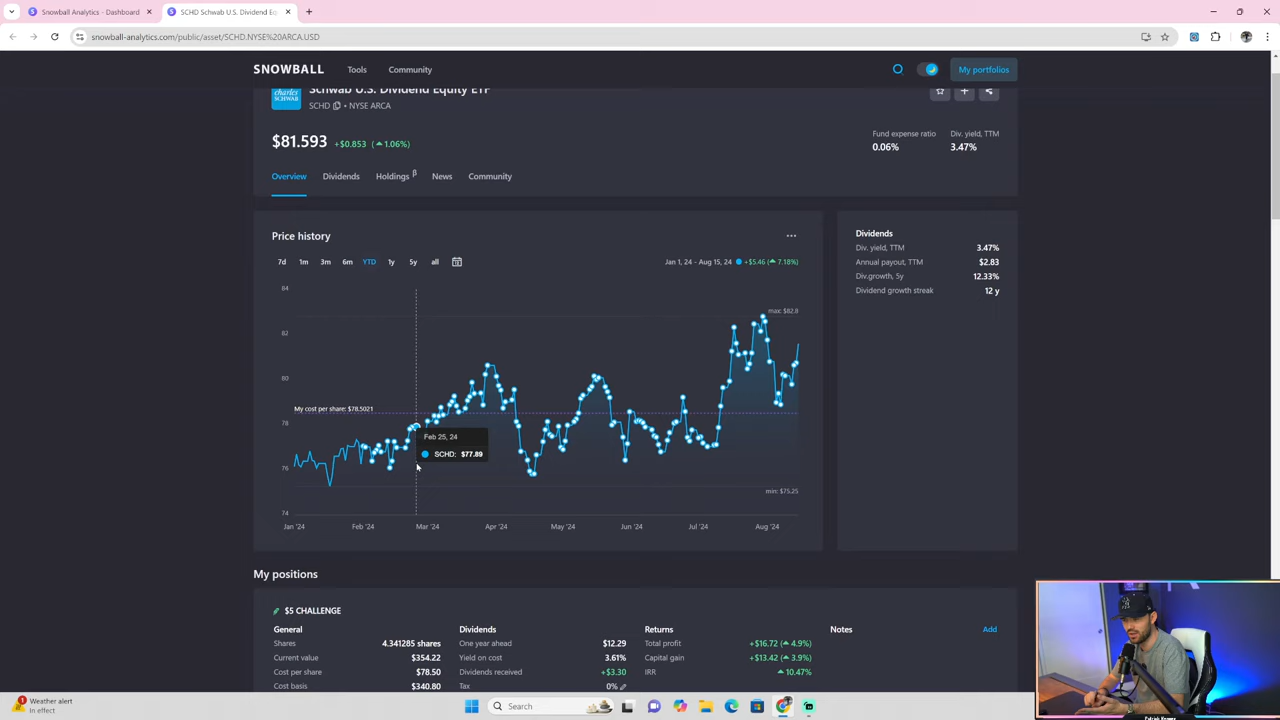 Snowball Analytics - Dashboard
SCHD Schwab U.S. Dividend Eq
snowball-analytics.com/public/asset/SCHD.NYSE%20ARCA.USD
SNOWBALL
Tools
Community
My portfolios
charles
SCHWAB
Schwab U.S. Dividend Equity ETF
SCHD • NYSE ARCA
$81.593
+$0.853 (▲1.06%)
Fund expense ratio
0.06%
Div. yield, TTM
3.47%
Overview
Dividends
Holdings β
News
Community
Price history
7d 1m 3m 6m YTD 1y 5y all
Jan 1, 24 - Aug 15, 24 +$5.46 (▲7.18%)
84
max: $82.8
82
80
My cost per share: $78.5021
78
Feb 25, 24
SCHD: $77.89
76
min: $75.25
74
Jan '24 Feb '24 Mar '24 Apr '24 May '24 Jun '24 Jul '24 Aug '24
Dividends
Div. yield, TTM 3.47%
Annual payout, TTM $2.83
Div.growth, 5y 12.33%
Dividend growth streak 12 y
My positions
$5 CHALLENGE
General
Shares 4.341285 shares
Current value $354.22
Cost per share $78.50
Cost basis $340.80
Dividends
One year ahead $12.29
Yield on cost 3.61%
Dividends received +$3.30
Tax 0%
Returns
Total profit +$16.72 (▲4.9%)
Capital gain +$13.42 (▲3.9%)
IRR ▲10.47%
Notes
Add
1
Weather alert
In effect
Search